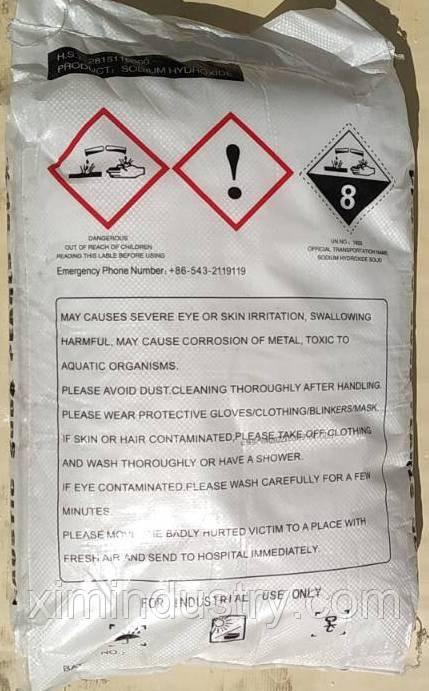 PRODUCT: SODIUM HYDROXIDE
8
DANGEROUS
OUT OF REACH OF CHILDREN
READING THIS LABLE BEFORE USING
UN NO.:
OFFICIAL TRANSPORTATION NAME
SODIUM HYDROXIDE SOLID
Emergency Phone Number: +86-543-2119119
MAY CAUSES SEVERE EYE OR SKIN IRRITATION, SWALLOWING
HARMFUL, MAY CAUSE CORROSION OF METAL, TOXIC TO
AQUATIC ORGANISMS.
PLEASE AVOID DUST.CLEANING THOROUGHLY AFTER HANDLING.
PLEASE WEAR PROTECTIVE GLOVES/CLOTHING/BLINKERS/MASK.
IF SKIN OR HAIR CONTAMINATED,PLEASE TAKE OFF CLOTHING
AND WASH THOROUGHLY OR HAVE A SHOWER.
IF EYE CONTAMINATED,PLEASE WASH CAREFULLY FOR A FEW
MINUTES.
PLEASE MOVE THE BADLY HURTED VICTIM TO A PLACE WITH
FRESH AIR AND SEND TO HOSPITAL IMMEDIATELY.
ximindustry.com.ua
FOR INDUSTRIAL USE ONLY